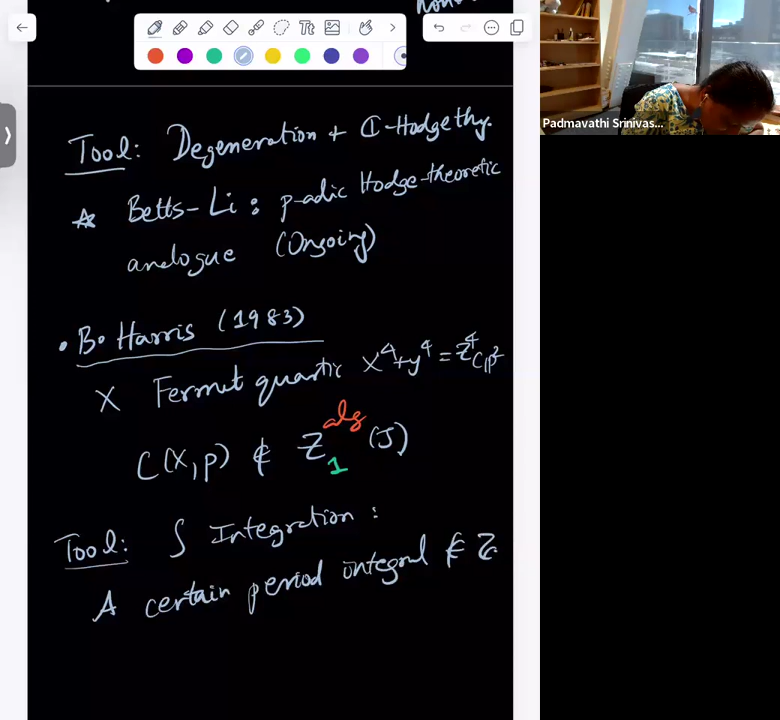 Tt
Padmavathi Srinivas...
Tool: Degeneration + ℂ-Hodge thy.
☆ Betts-Li: p-adic Hodge-theoretic
analogue (Ongoing)
• B. Harris (1983)
X Fermat quartic X⁴+y⁴=Z⁴ ⊂ ℙ²
C(X,p) ∉ Z₁^alg (J)
Tool: ∫ Integration:
A certain period integral ∉ ℤ